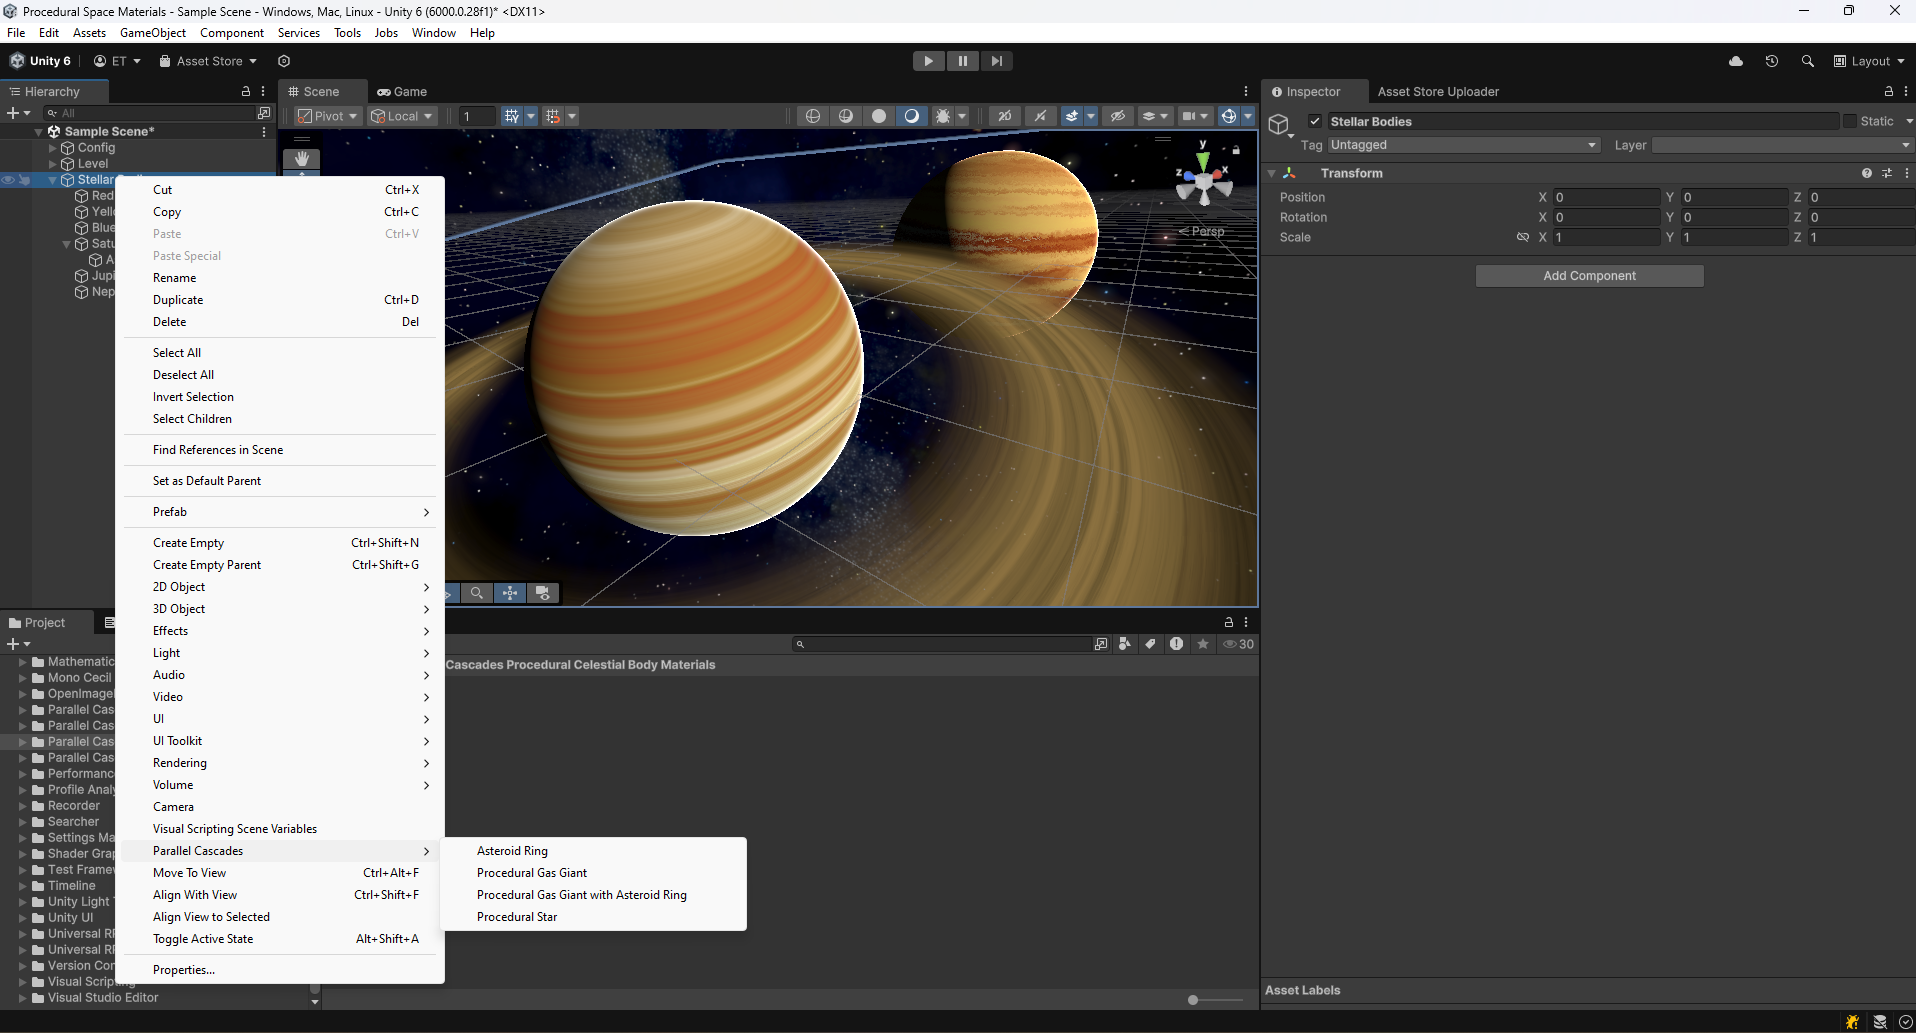 Procedural Space Materials - Sample Scene - Windows, Mac, Linux - Unity 6 (6000.0.28f1)* <DX11>
File Edit Assets GameObject Component Services Tools Jobs Window Help
Unity 6 ET Asset Store Layout
Hierarchy
All
Sample Scene*
Config
Level
Stellar
Red
Blue
Scene Game
Pivot Local 1
2D
y
z x
< Persp
Cut Ctrl+X
Copy Ctrl+C
Paste Ctrl+V
Paste Special
Rename
Duplicate Ctrl+D
Delete Del
Select All
Deselect All
Invert Selection
Select Children
Find References in Scene
Set as Default Parent
Prefab
Create Empty Ctrl+Shift+N
Create Empty Parent Ctrl+Shift+G
2D Object
3D Object
Effects
Light
Audio
Video
UI
UI Toolkit
Rendering
Volume
Camera
Visual Scripting Scene Variables
Parallel Cascades
Move To View Ctrl+Alt+F
Align With View Ctrl+Shift+F
Align View to Selected
Toggle Active State Alt+Shift+A
Properties...
Asteroid Ring
Procedural Gas Giant
Procedural Gas Giant with Asteroid Ring
Procedural Star
Inspector Asset Store Uploader
Stellar Bodies Static
Tag Untagged Layer
Transform
Position X 0 Y 0 Z 0
Rotation X 0 Y 0 Z 0
Scale X 1 Y 1 Z 1
Add Component
Project
30
Cascades Procedural Celestial Body Materials
Mathematic
Mono Cecil
OpenImage
Parallel Cas
Parallel Cas
Parallel Cas
Parallel Cas
Performanc
Profile Analy
Recorder
Searcher
Settings Ma
Shader Grap
Test Framew
Timeline
Unity Light
Unity UI
Universal RP
Universal RP
Version Con
Visual Scripting
Visual Studio Editor
Asset Labels